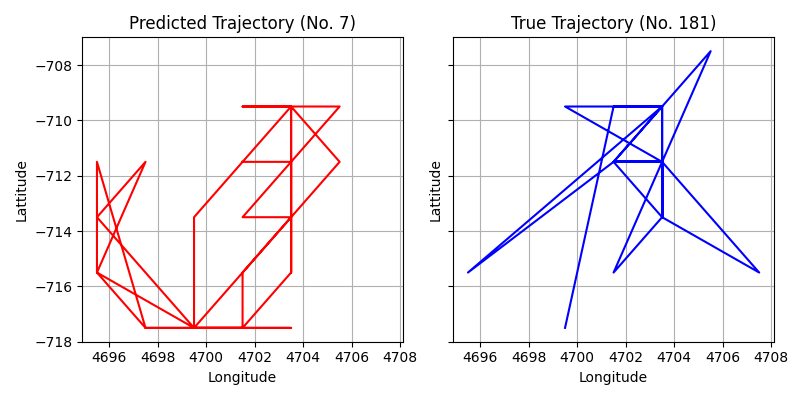 Predicted Trajectory (No. 7)
True Trajectory (No. 181)
Lattitude
−708
−710
−712
−714
−716
−718
4696 4698 4700 4702 4704 4706 4708
Longitude
Lattitude
4696 4698 4700 4702 4704 4706 4708
Longitude